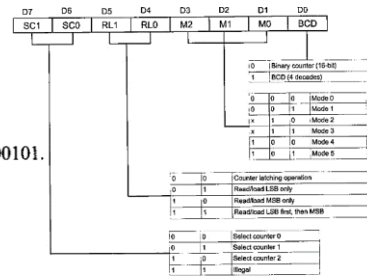 D7 D6 D5 D4 D3 D2 D1 D0
SC1 SC0 RL1 RL0 M2 M1 M0 BCD
0 Binary counter (16-bit)
1 BCD (4 decades)
0 0 0 Mode 0
0 0 1 Mode 1
x 1 0 Mode 2
x 1 1 Mode 3
1 0 0 Mode 4
1 0 1 Mode 5
00101.
0 0 Counter latching operation
0 1 Read/load LSB only
1 0 Read/load MSB only
1 1 Read/load LSB first, then MSB
0 0 Select counter 0
0 1 Select counter 1
1 0 Select counter 2
1 1 Illegal